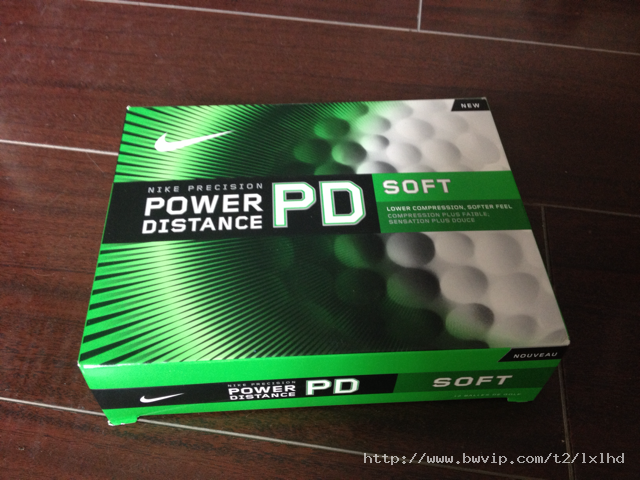 NEW
NIKE PRECISION
POWER
DISTANCE
PD
SOFT
LOWER COMPRESSION, SOFTER FEEL
COMPRESSION PLUS FAIBLE,
SENSATION PLUS DOUCE
NOUVEAU
NIKE PRECISION
POWER
DISTANCE
PD
SOFT
http://www.bwvip.com/t2/lxlhd